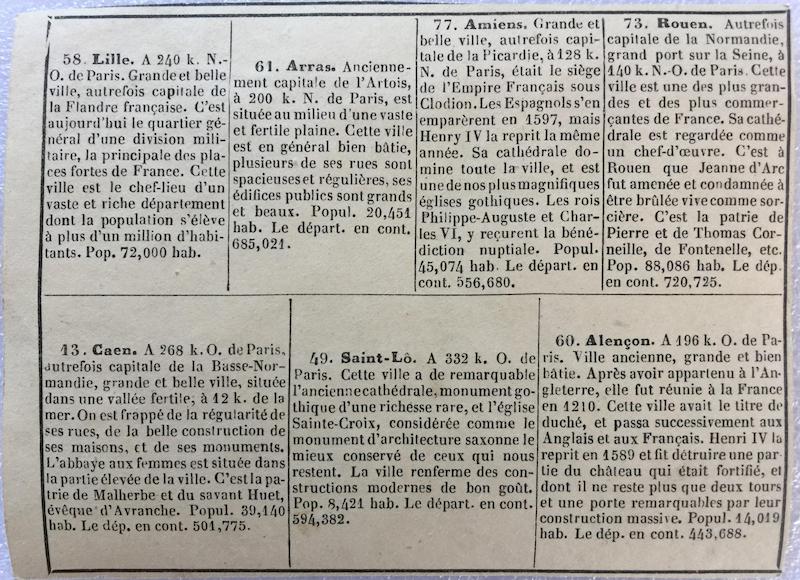 58. Lille. A 240 k. N.-
O. de Paris. Grande et belle
ville, autrefois capitale de
la Flandre française. C'est
aujourd'hui le quartier gé-
néral d'une division mili-
taire, la principale des pla-
ces fortes de France. Cette
ville est le chef-lieu d'un
vaste et riche département
dont la population s'élève
à plus d'un million d'habi-
tants. Pop. 72,000 hab.
61. Arras. Ancienne-
ment capitale de l'Artois,
à 200 k. N. de Paris, est
située au milieu d'une vaste
et fertile plaine. Cette ville
est en général bien bâtie,
plusieurs de ses rues sont
spacieuses et régulières, ses
édifices publics sont grands
et beaux. Popul. 20,451
hab. Le départ. en cont.
685,021.
77. Amiens. Grande et
belle ville, autrefois capi-
tale de la Picardie, à 128 k.
N. de Paris, était le siège
de l'Empire Français sous
Clodion. Les Espagnols s'en
emparèrent en 1597, mais
Henry IV la reprit la même
année. Sa cathédrale do-
mine toute la ville, et est
une de nos plus magnifiques
églises gothiques. Les rois
Philippe-Auguste et Char-
les VI, y reçurent la béné-
diction nuptiale. Popul.
45,074 hab. Le départ. en
cont. 556,680.
73. Rouen. Autrefois
capitale de la Normandie,
grand port sur la Seine, à
140 k. N.-O. de Paris. Cette
ville est une des plus gran-
des et des plus commer-
çantes de France. Sa cathé-
drale est regardée comme
un chef-d'œuvre. C'est à
Rouen que Jeanne d'Arc
fut amenée et condamnée à
être brûlée vive comme sor-
cière. C'est la patrie de
Pierre et de Thomas Cor-
neille, de Fontenelle, etc.
Pop. 88,086 hab. Le dép.
en cont. 720,725.
13. Caen. A 268 k. O. de Paris,
autrefois capitale de la Basse-Nor-
mandie, grande et belle ville, située
dans une vallée fertile, à 12 k. de la
mer. On est frappé de la régularité de
ses rues, de la belle construction de
ses maisons, et de ses monuments.
L'abbaye aux femmes est située dans
la partie élevée de la ville. C'est la pa-
trie de Malherbe et du savant Huet,
évêque d'Avranche. Popul. 39,140
hab. Le dép. en cont. 501,775.
49. Saint-Lô. A 332 k. O. de
Paris. Cette ville a de remarquable
l'ancienne cathédrale, monument go-
thique d'une richesse rare, et l'église
Sainte-Croix, considérée comme le
monument d'architecture saxonne le
mieux conservé de ceux qui nous
restent. La ville renferme des con-
structions modernes de bon goût.
Pop. 8,421 hab. Le départ. en cont.
594,382.
60. Alençon. A 196 k. O. de Pa-
ris. Ville ancienne, grande et bien
bâtie. Après avoir appartenu à l'An-
gleterre, elle fut réunie à la France
en 1210. Cette ville avait le titre de
duché, et passa successivement aux
Anglais et aux Français. Henri IV la
reprit en 1589 et fit détruire une par-
tie du château qui était fortifié, et
dont il ne reste plus que deux tours
et une porte remarquables par leur
construction massive. Popul. 14,019
hab. Le dép. en cont. 443,688.